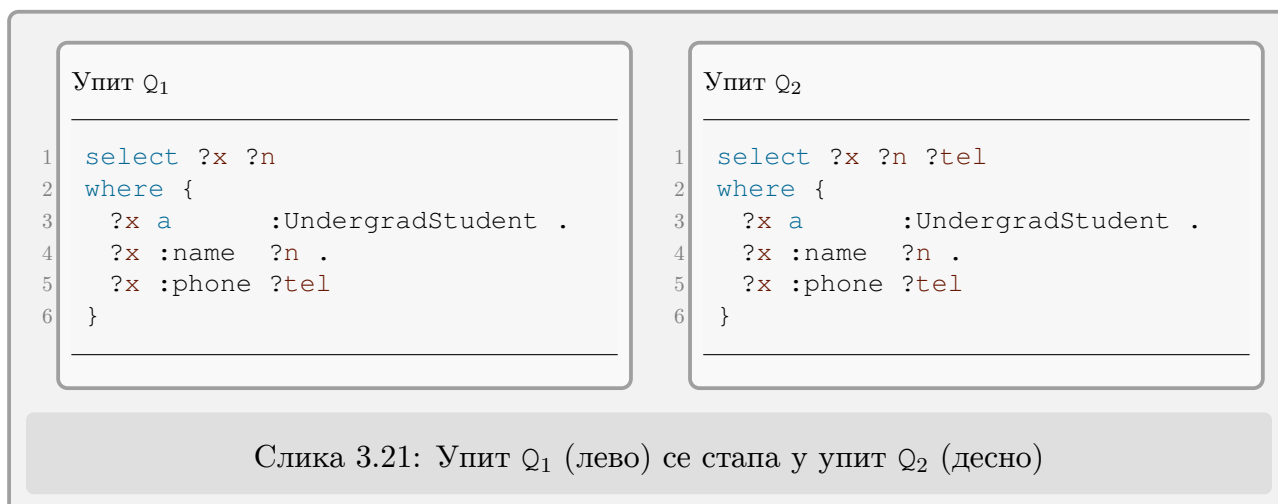 Упит Q₁
1 select ?x ?n
2 where {
3   ?x a      :UndergradStudent .
4   ?x :name  ?n .
5   ?x :phone ?tel
6 }
Упит Q₂
1 select ?x ?n ?tel
2 where {
3   ?x a      :UndergradStudent .
4   ?x :name  ?n .
5   ?x :phone ?tel
6 }
Слика 3.21: Упит Q₁ (лево) се стапа у упит Q₂ (десно)